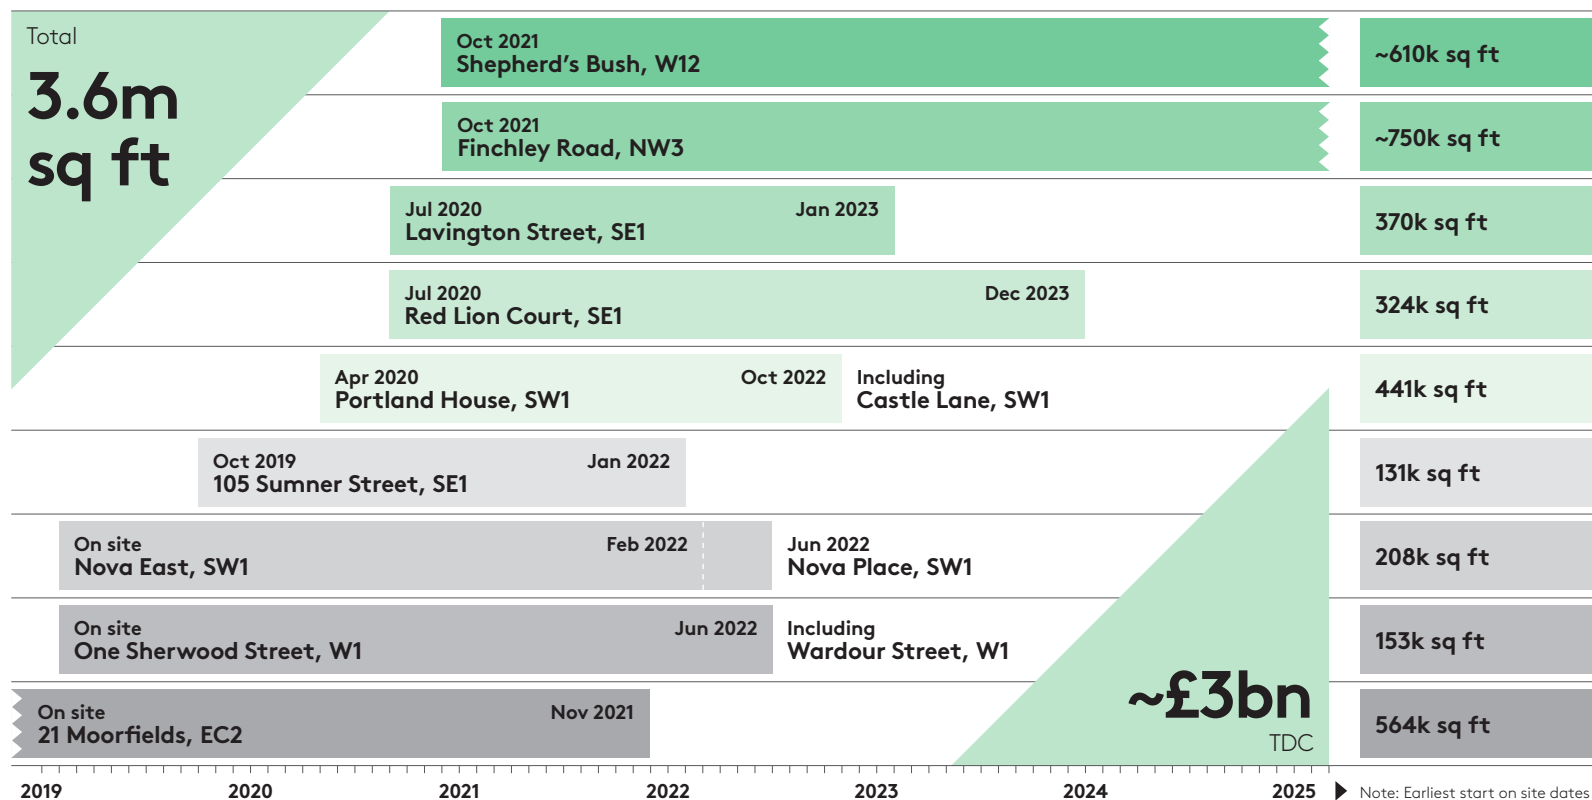 Total
3.6m
sq ft
Oct 2021
Shepherd's Bush, W12
~610k sq ft
Oct 2021
Finchley Road, NW3
~750k sq ft
Jul 2020 Jan 2023
Lavington Street, SE1
370k sq ft
Jul 2020 Dec 2023
Red Lion Court, SE1
324k sq ft
Apr 2020 Oct 2022 Including
Portland House, SW1 Castle Lane, SW1
441k sq ft
Oct 2019 Jan 2022
105 Sumner Street, SE1
131k sq ft
On site Feb 2022 Jun 2022
Nova East, SW1 Nova Place, SW1
208k sq ft
On site Jun 2022 Including
One Sherwood Street, W1 Wardour Street, W1
153k sq ft
On site Nov 2021
21 Moorfields, EC2
564k sq ft
~£3bn
TDC
2019 2020 2021 2022 2023 2024 2025
Note: Earliest start on site dates